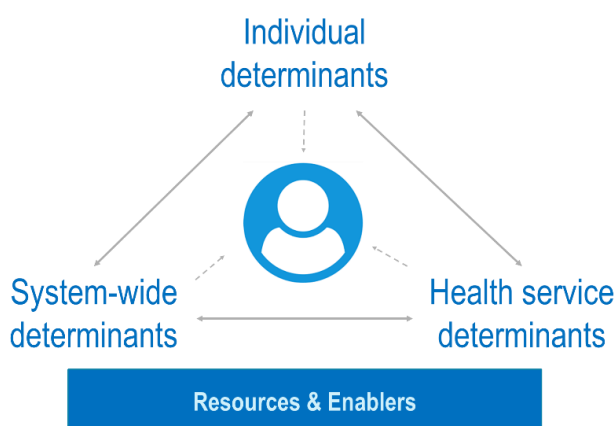 Individual
determinants
System-wide
determinants
Health service
determinants
Resources & Enablers